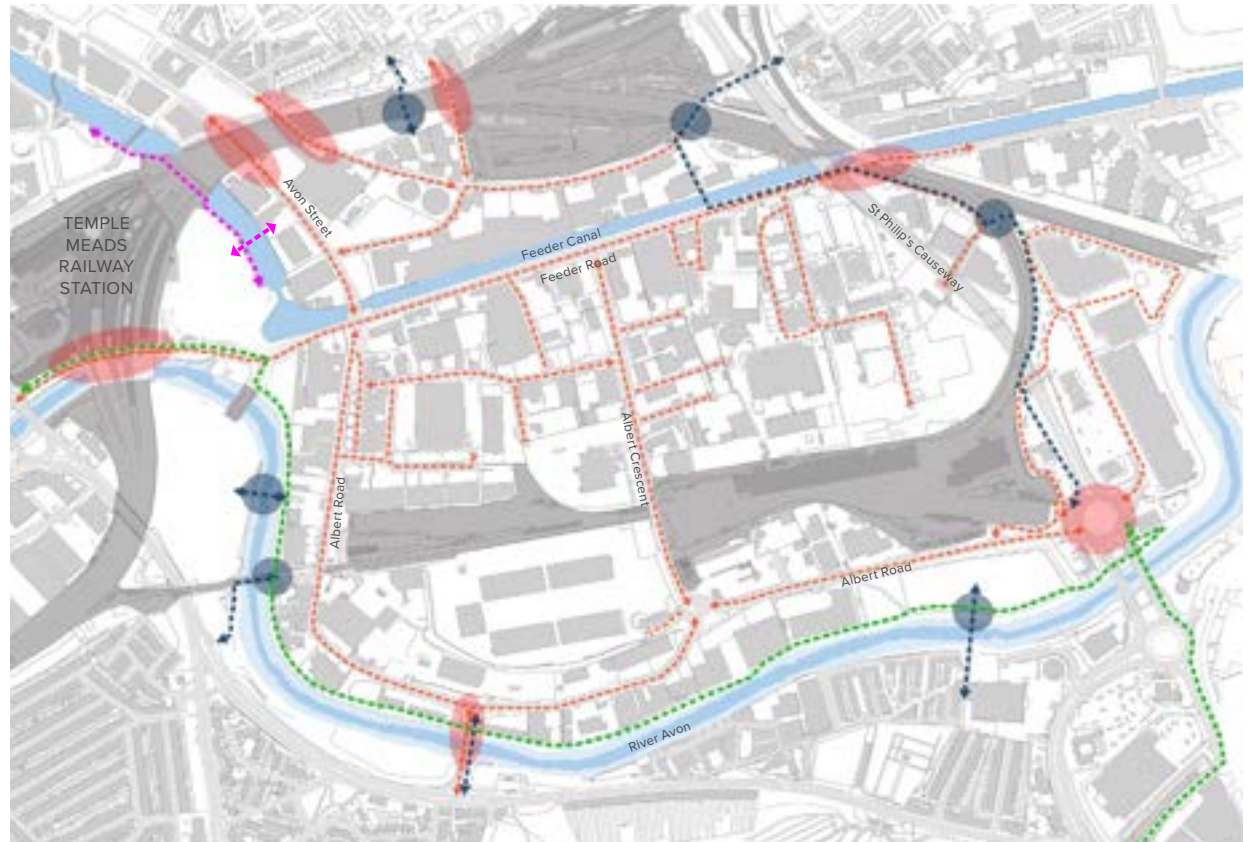 TEMPLE
MEADS
RAILWAY
STATION
Avon Street
Feeder Canal
Feeder Road
St Philip's Causeway
Albert Crescent
Albert Road
Albert Road
River Avon